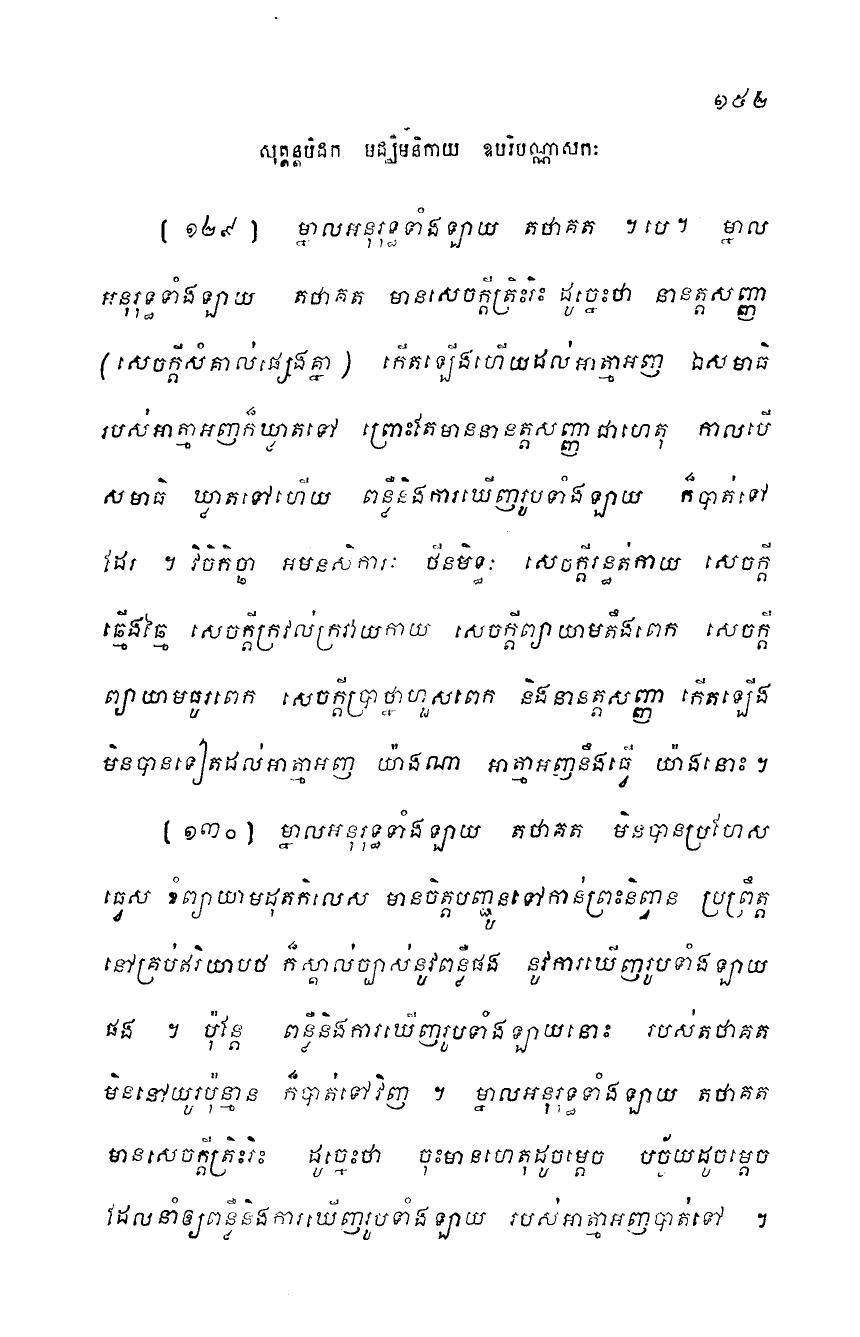 ១៥២
សុត្តន្តបិដក មជ្ឈិមនិកាយ ឧបរិបណ្ណាសកៈ
[ ១២៩ ] ម្នាលអនុរុទ្ធទាំងឡាយ តថាគត ។បេ។ ម្នាល
អនុរុទ្ធទាំងឡាយ តថាគត មានសេចក្តីត្រិះរិះ ដូច្នេះថា នានត្តសញ្ញា
(សេចក្តីសំគាល់ផ្សេងគ្នា) កើតឡើងហើយដល់អាត្មាអញ ឯសមាធិ
របស់អាត្មាអញក៏ឃ្លាតទៅ ព្រោះតែមាននានត្តសញ្ញាជាហេតុ កាលបើ
សមាធិ ឃ្លាតទៅហើយ ពន្លឺនិងការឃើញរូបទាំងឡាយ ក៏បាត់ទៅ
ដែរ ។ វិចិកិច្ឆា អមនសិការៈ ថីនមិទ្ធៈ សេចក្តីរន្ធត់កាយ សេចក្តី
ធ្មើងធ្មៃ សេចក្តីក្រវល់ក្រវាយកាយ សេចក្តីព្យាយាមតឹងពេក សេចក្តី
ព្យាយាមធូរពេក សេចក្តីប្រាថ្នាហួសពេក និងនានត្តសញ្ញា កើតឡើង
មិនបានទៀតដល់អាត្មាអញ យ៉ាងណា អាត្មាអញនឹងធ្វើ យ៉ាងនោះ ។
[ ១៣០ ] ម្នាលអនុរុទ្ធទាំងឡាយ តថាគត មិនបានប្រហែស
ធ្វេស ខំព្យាយាមដុតកិលេស មានចិត្តបញ្ជូនទៅកាន់ព្រះនិព្វាន ប្រព្រឹត្ត
នៅគ្រប់ឥរិយាបថ ក៏ស្គាល់ច្បាស់នូវពន្លឺផង នូវការឃើញរូបទាំងឡាយ
ផង ។ ប៉ុន្តែ ពន្លឺនិងការឃើញរូបទាំងឡាយនោះ របស់តថាគត
មិននៅយូរប៉ុន្មាន ក៏បាត់ទៅវិញ ។ ម្នាលអនុរុទ្ធទាំងឡាយ តថាគត
មានសេចក្តីត្រិះរិះ ដូច្នេះថា ចុះមានហេតុដូចម្តេច បច្ច័យដូចម្តេច
ដែលនាំឲ្យពន្លឺនិងការឃើញរូបទាំងឡាយ របស់អាត្មាអញបាត់ទៅ ។